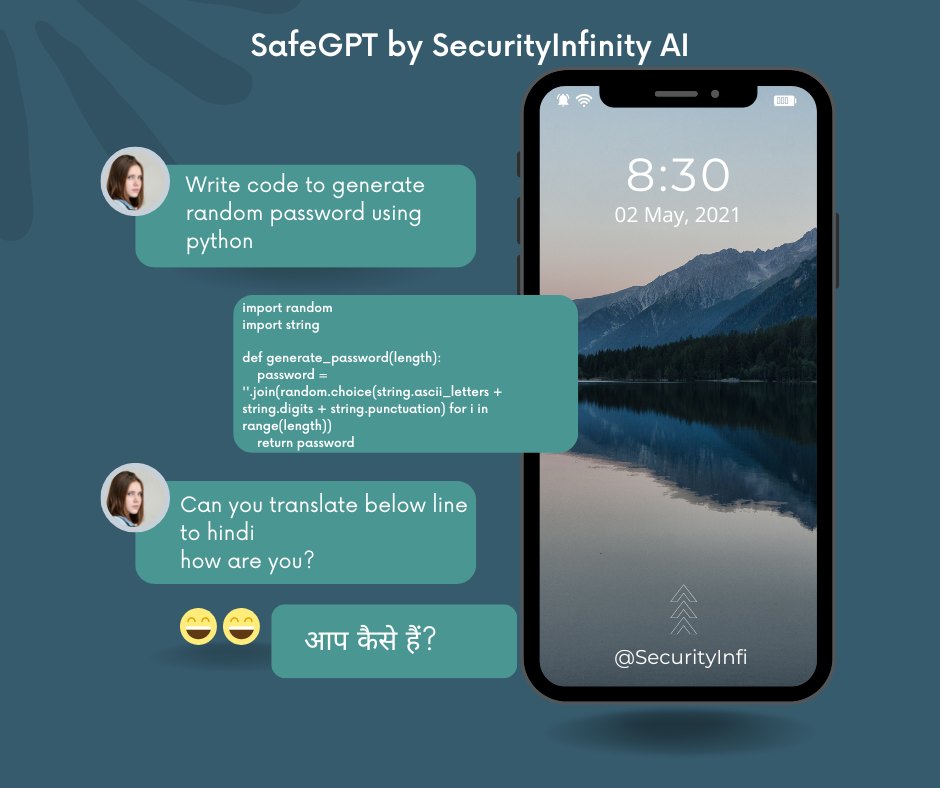 SafeGPT by SecurityInfinity AI
Write code to generate
random password using
python
import random
import string
def generate_password(length):
password =
''.join(random.choice(string.ascii_letters +
string.digits + string.punctuation) for i in
range(length))
return password
Can you translate below line
to hindi
how are you?
आप कैसे हैं?
8:30
02 May, 2021
@SecurityInfi